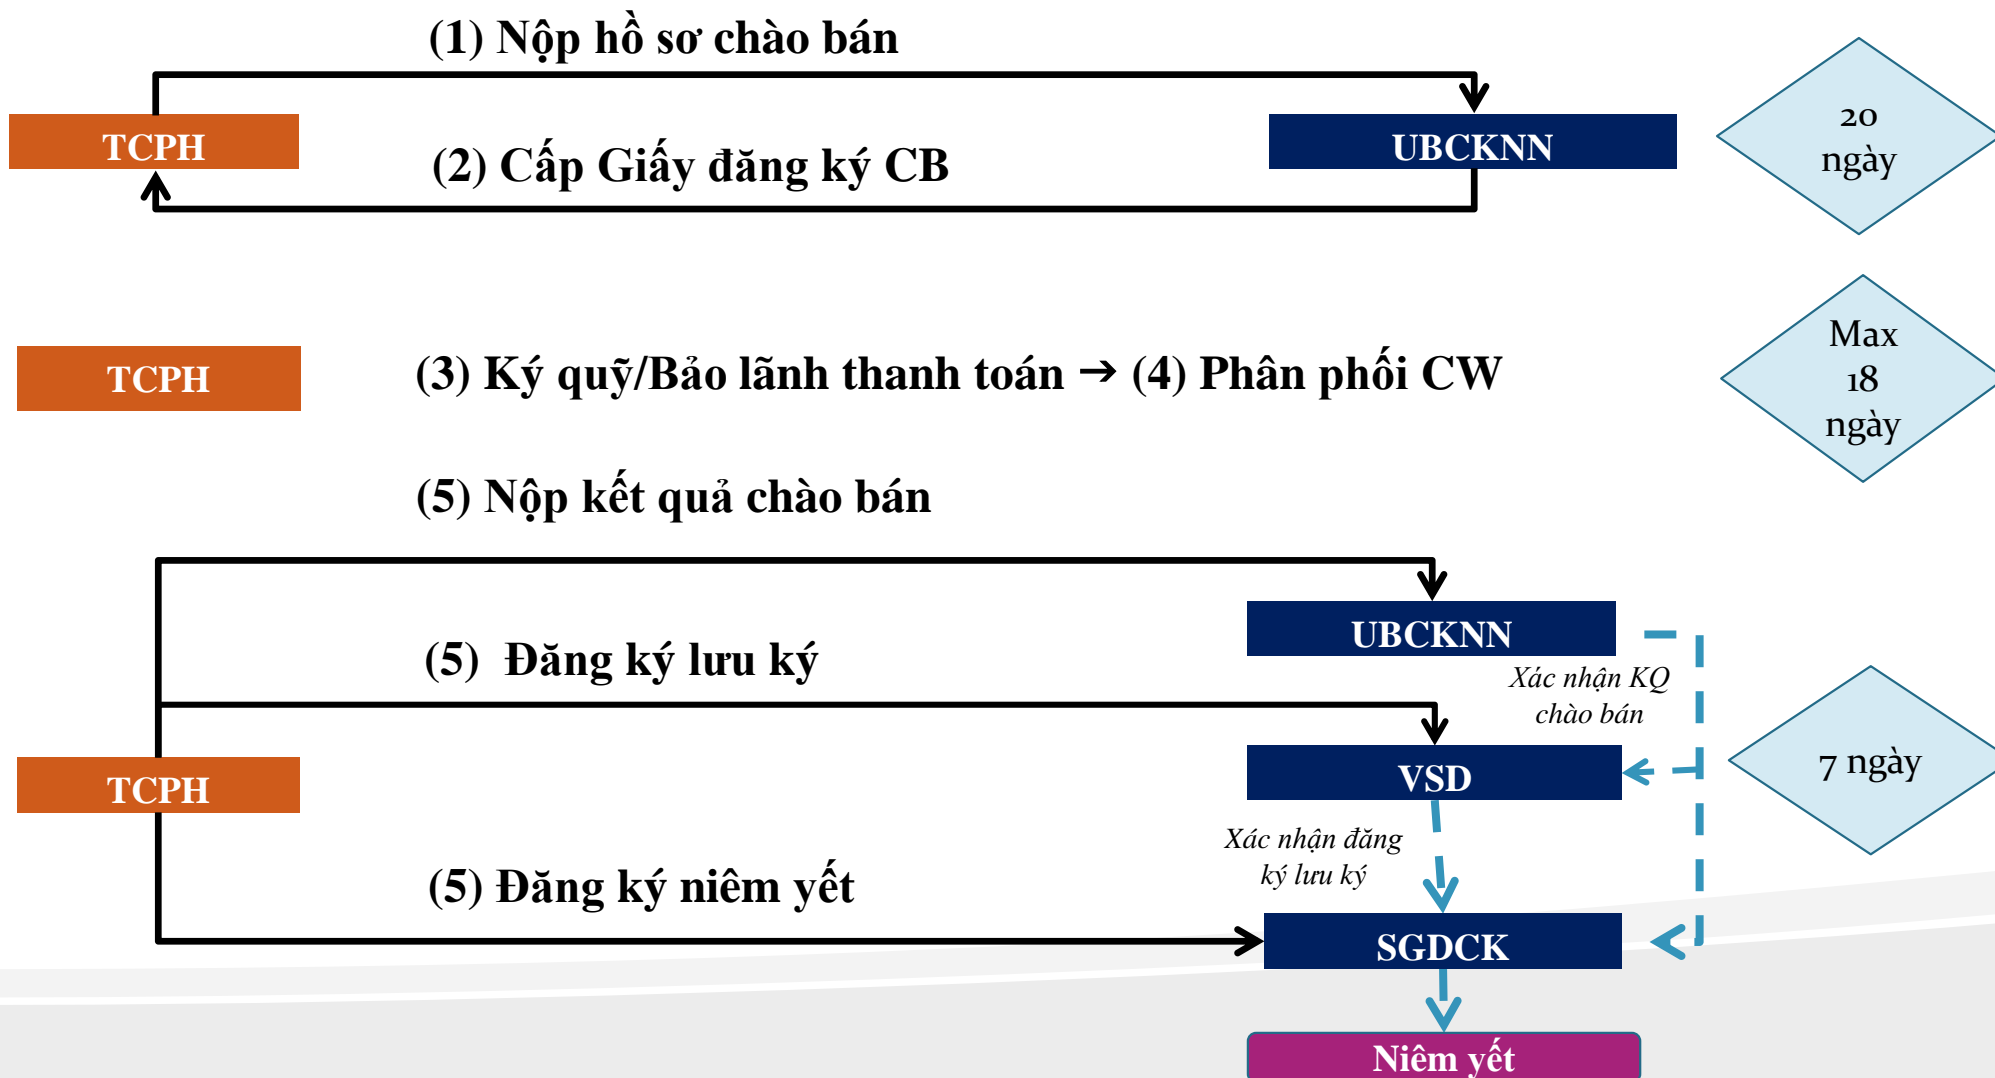 (1) Nộp hồ sơ chào bán
TCPH
UBCKNN
20
ngày
(2) Cấp Giấy đăng ký CB
TCPH
(3) Ký quỹ/Bảo lãnh thanh toán → (4) Phân phối CW
Max
18
ngày
(5) Nộp kết quả chào bán
UBCKNN
(5) Đăng ký lưu ký
Xác nhận KQ
chào bán
TCPH
VSD
7 ngày
Xác nhận đăng
ký lưu ký
(5) Đăng ký niêm yết
SGDCK
Niêm yết